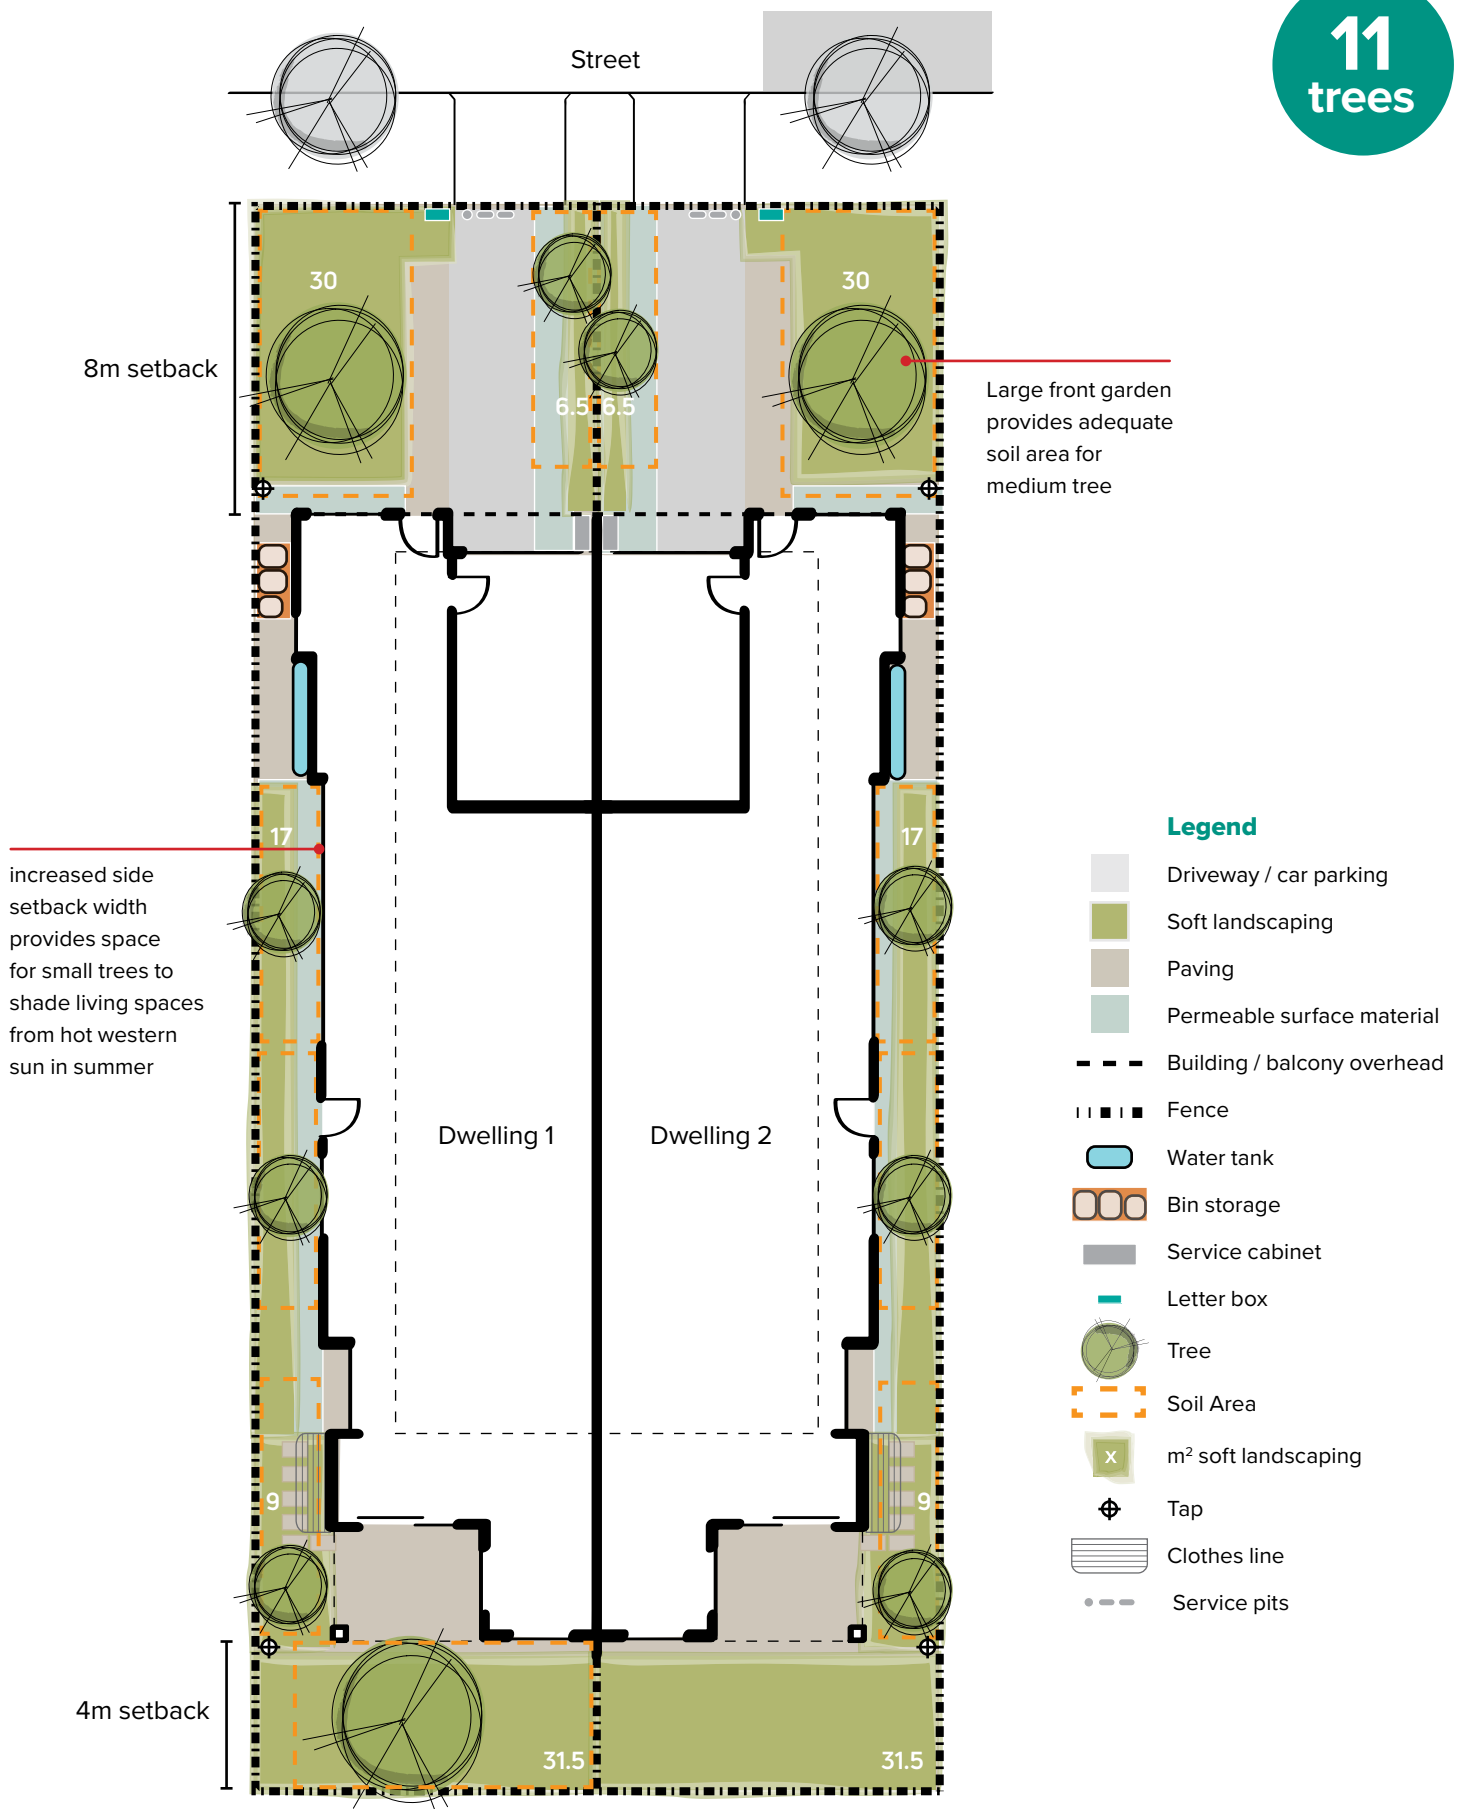 11
trees
Street
30
30
8m setback
6.5 6.5
Large front garden
provides adequate
soil area for
medium tree
17
17
increased side
setback width
provides space
for small trees to
shade living spaces
from hot western
sun in summer
Dwelling 1
Dwelling 2
9
9
4m setback
31.5
31.5
Legend
Driveway / car parking
Soft landscaping
Paving
Permeable surface material
Building / balcony overhead
Fence
Water tank
Bin storage
Service cabinet
Letter box
Tree
Soil Area
x
m² soft landscaping
Tap
Clothes line
Service pits